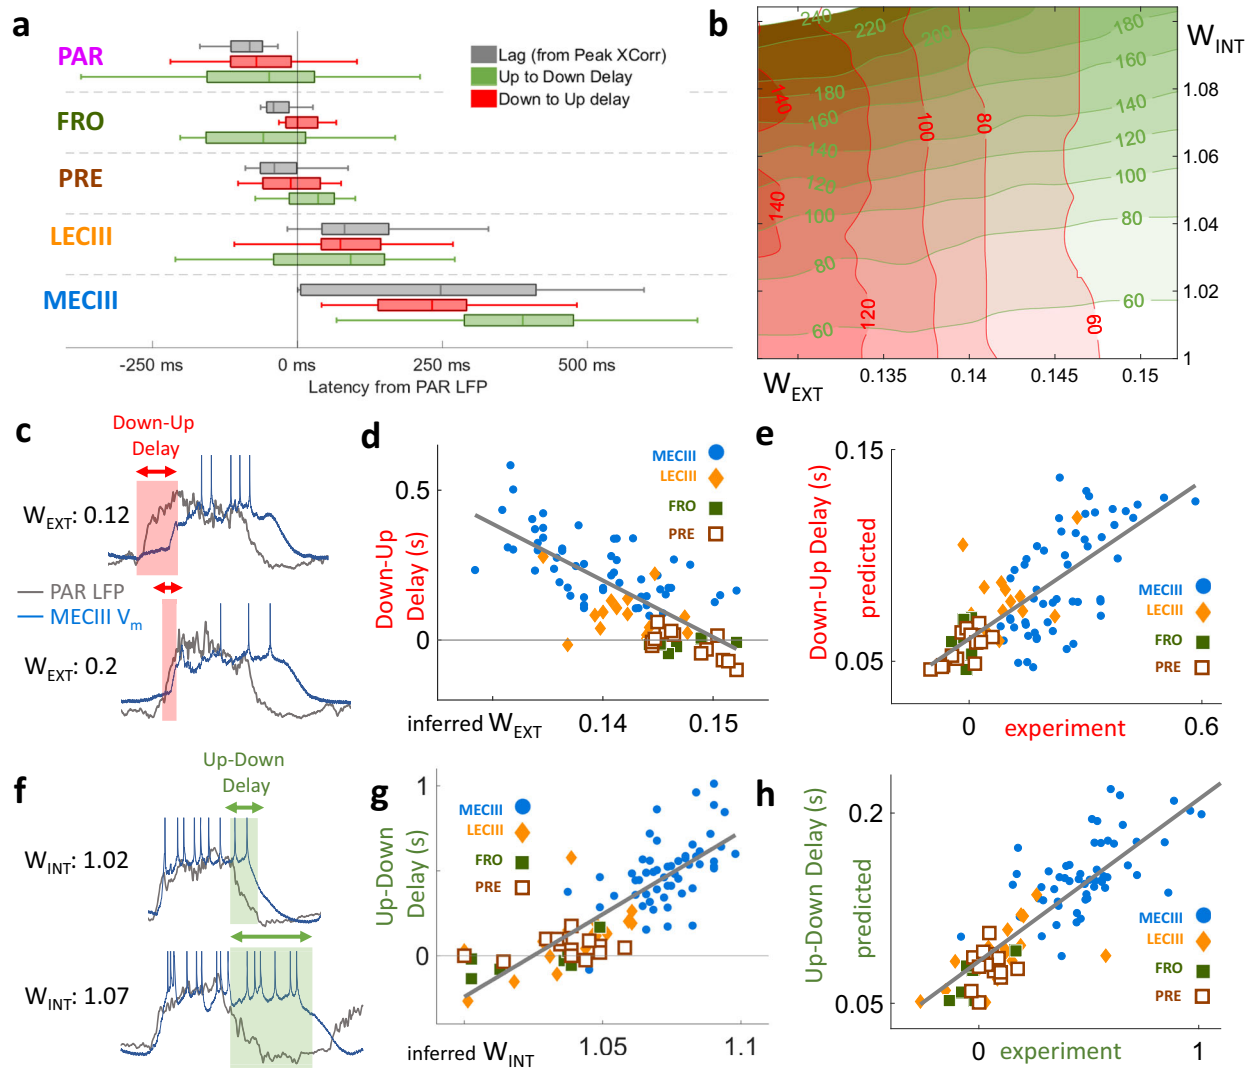 a
PAR
FRO
PRE
LECIII
MECIII
Lag (from Peak XCorr)
Up to Down Delay
Down to Up delay
-250 ms
0 ms
250 ms
500 ms
Latency from PAR LFP
b
240
220
200
180
180
160
140
120
100
80
60
160
140
120
100
80
60
140
140
120
100
80
60
W_INT
1.08
1.06
1.04
1.02
1
W_EXT
0.135
0.14
0.145
0.15
c
Down-Up
Delay
W_EXT: 0.12
PAR LFP
MECIII V_m
W_EXT: 0.2
d
MECIII
LECIII
FRO
PRE
0.5
0
Down-Up
Delay (s)
inferred W_EXT
0.14
0.15
e
0.15
0.05
Down-Up Delay (s)
predicted
MECIII
LECIII
FRO
PRE
0
experiment
0.6
f
Up-Down
Delay
W_INT: 1.02
W_INT: 1.07
g
1
0
Up-Down
Delay (s)
MECIII
LECIII
FRO
PRE
inferred W_INT
1.05
1.1
h
0.2
0.05
Up-Down Delay (s)
predicted
MECIII
LECIII
FRO
PRE
0
experiment
1